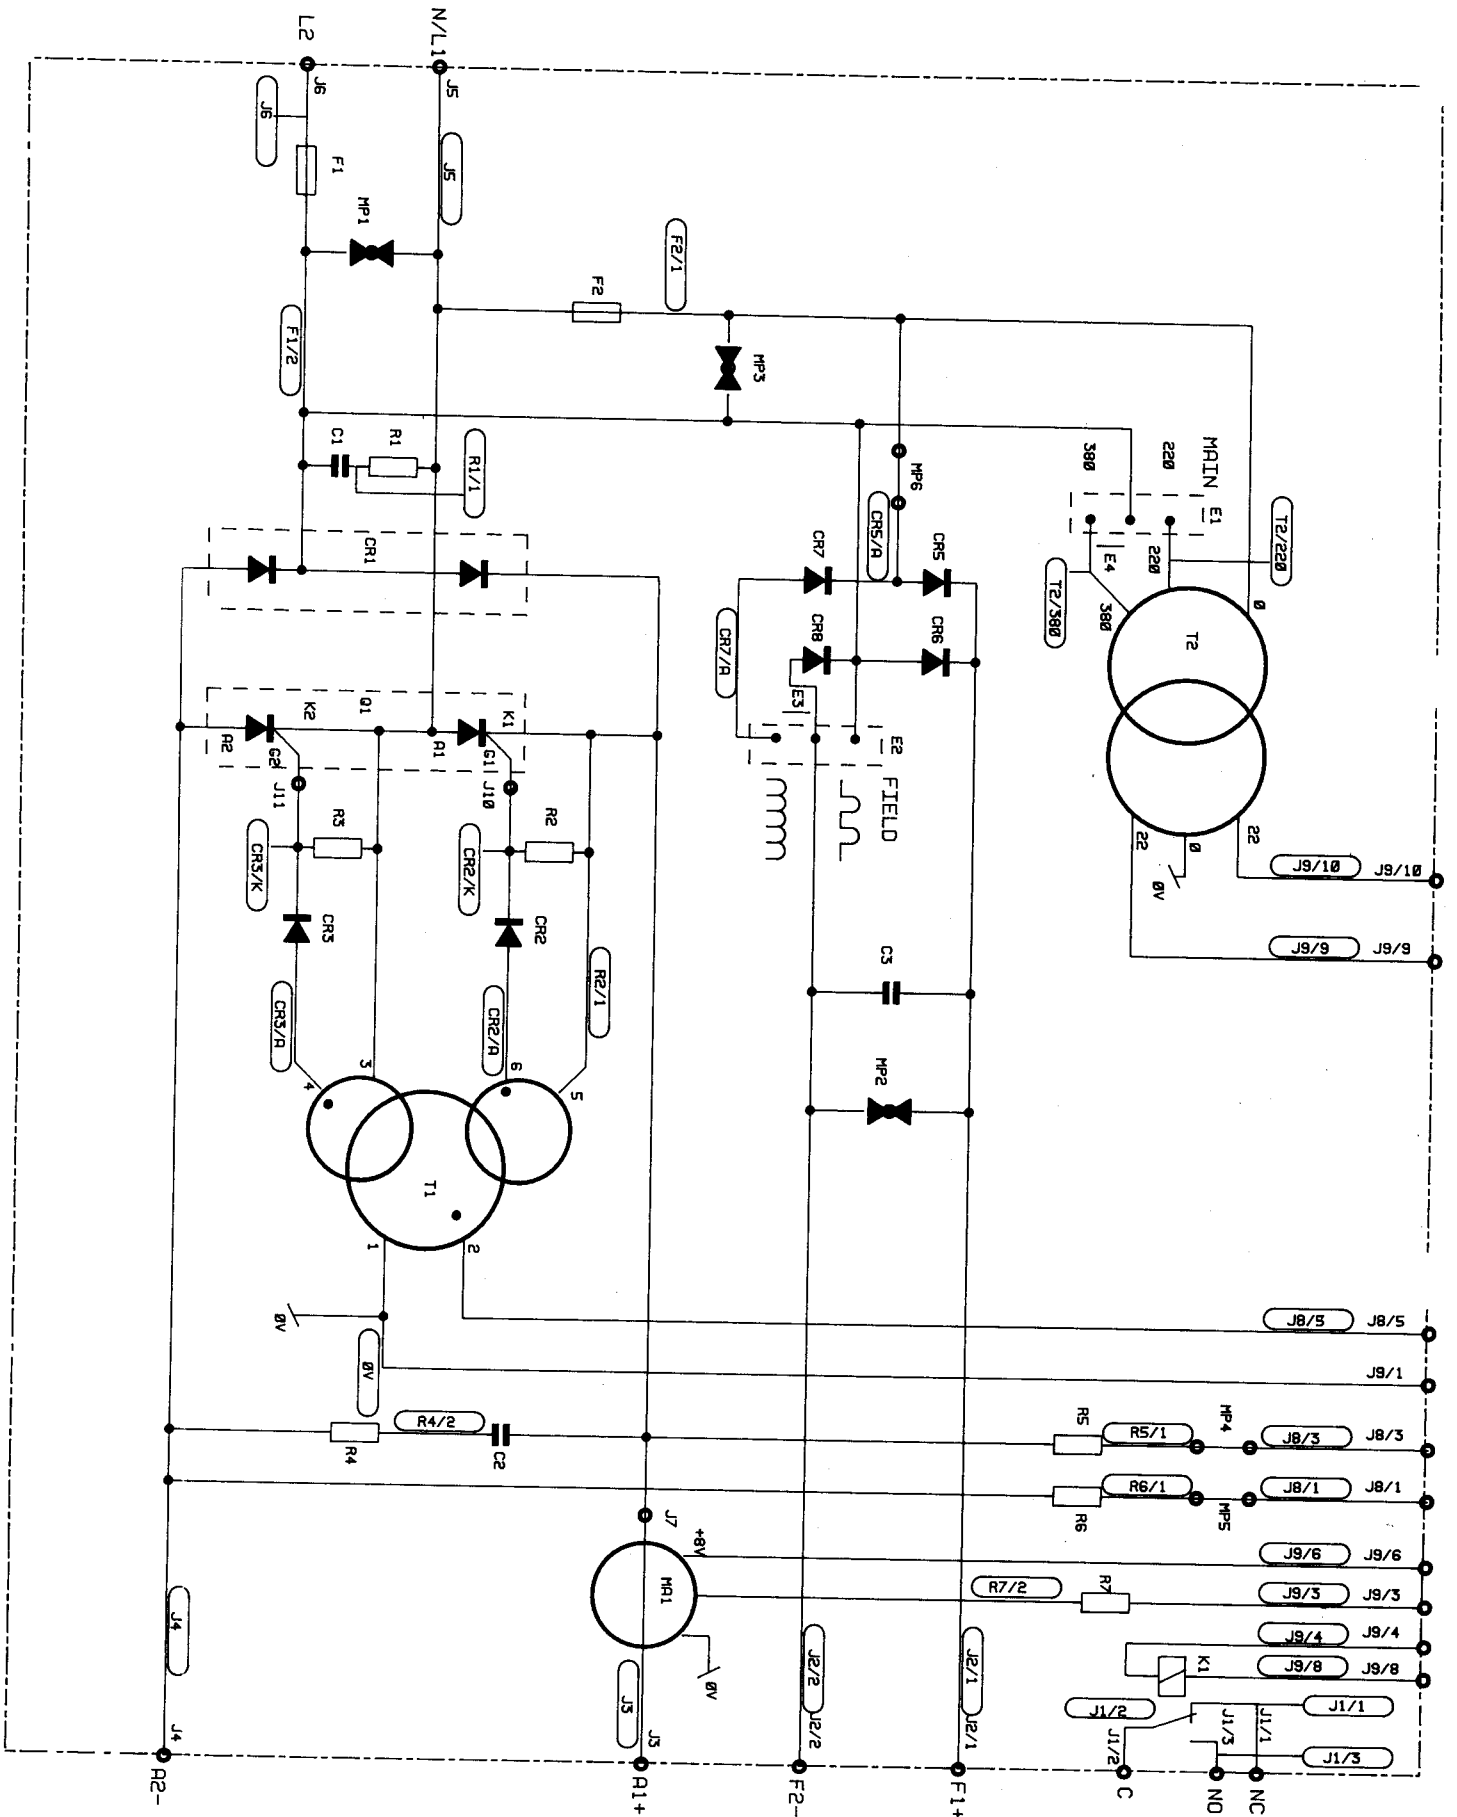 L2
N/L1
J6
J5
J6
J5
F1
MP1
F2/1
F2
F1/2
MP3
C1
R1
R1/1
MAIN
220
380
E1
T2/220
MP6
CR5/A
CR1
CR7
CR5
220
E4
T2/380
380
0
CR8
CR6
CR7/A
T2
E3
E2
FIELD
K2
Q1
K1
A2
G2
A1
G1
J11
J10
R3
R2
CR3/K
CR2/K
22
0
22
0V
J9/10
J9/10
J9/9
J9/9
CR3
CR2
CR3/A
CR2/A
R2/1
C3
3
4
6
5
MP2
T1
1
2
0V
0V
J8/5
J8/5
J9/1
R4/2
R4
C2
R5
R5/1
MP4
J8/3
J8/3
R6
R6/1
MP5
J8/1
J8/1
J7
+8V
MA1
0V
J9/6
J9/6
R7/2
R7
J9/3
J9/3
J9/4
J9/4
K1
J9/8
J9/8
J4
J3
J2/2
J2/1
J1/2
J1/1
J1/3
J1/1
J1/3
J1/2
J4
J3
J2/2
J2/1
A2-
A1+
F2-
F1+
C
NO
NC